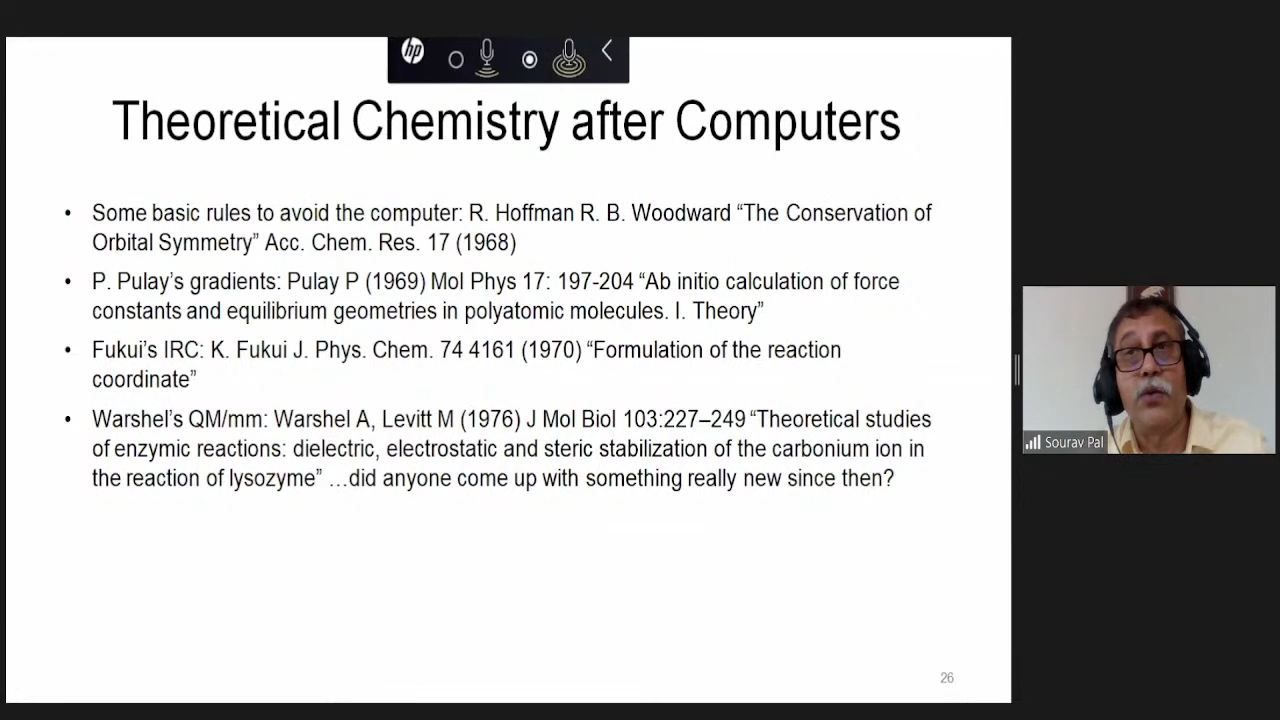 hp
Theoretical Chemistry after Computers
• Some basic rules to avoid the computer: R. Hoffman R. B. Woodward “The Conservation of
Orbital Symmetry” Acc. Chem. Res. 17 (1968)
• P. Pulay’s gradients: Pulay P (1969) Mol Phys 17: 197-204 “Ab initio calculation of force
constants and equilibrium geometries in polyatomic molecules. I. Theory”
• Fukui’s IRC: K. Fukui J. Phys. Chem. 74 4161 (1970) “Formulation of the reaction
coordinate”
• Warshel’s QM/mm: Warshel A, Levitt M (1976) J Mol Biol 103:227–249 “Theoretical studies
of enzymic reactions: dielectric, electrostatic and steric stabilization of the carbonium ion in
the reaction of lysozyme” …did anyone come up with something really new since then?
26
Sourav Pal